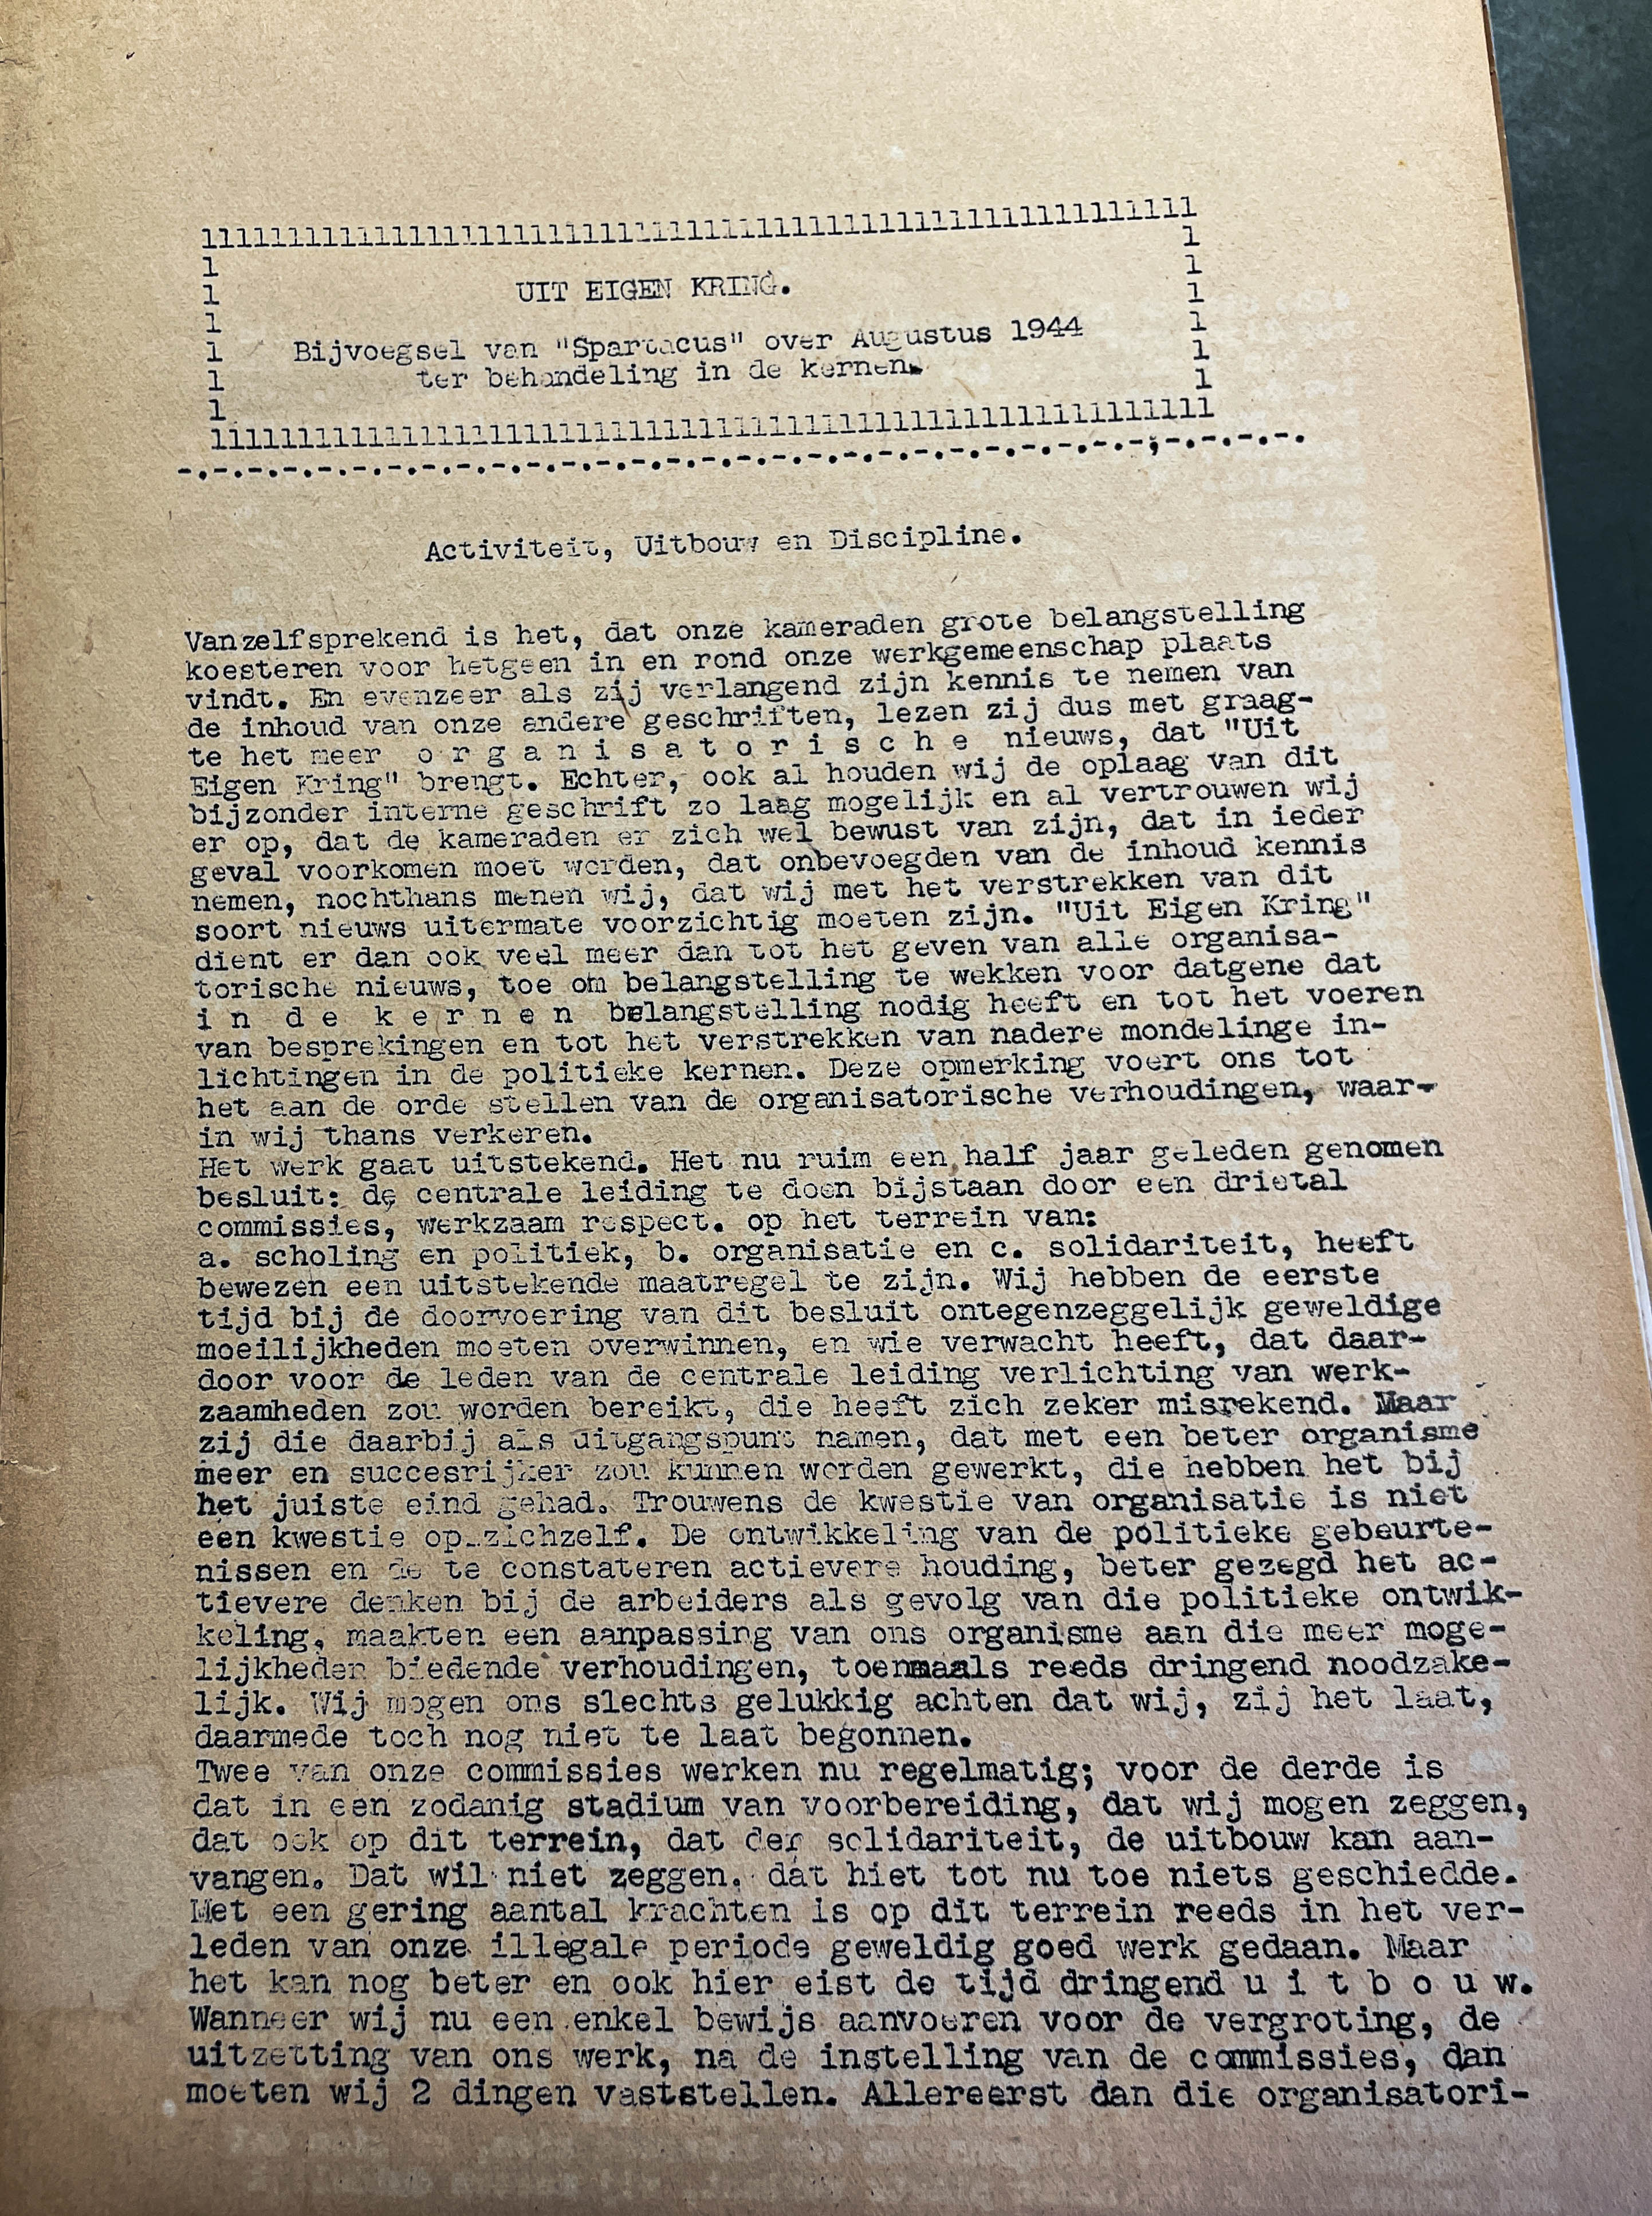 UIT EIGEN KRING.
Bijvoegsel van "Spartacus" over Augustus 1944
ter behandeling in de kernen.
Activiteit, Uitbouw en Discipline.
Vanzelfsprekend is het, dat onze kameraden grote belangstelling
koesteren voor hetgeen in en rond onze werkgemeenschap plaats
vindt. En evenzeer als zij verlangend zijn kennis te nemen van
de inhoud van onze andere geschriften, lezen zij dus met graag-
te het meer o r g a n i s a t o r i s c h e nieuws, dat "Uit
Eigen Kring" brengt. Echter, ook al houden wij de oplaag van dit
bijzonder interne geschrift zo laag mogelijk en al vertrouwen wij
er op, dat de kameraden er zich wel bewust van zijn, dat in ieder
geval voorkomen moet worden, dat onbevoegden van de inhoud kennis
nemen, nochthans menen wij, dat wij met het verstrekken van dit
soort nieuws uitermate voorzichtig moeten zijn. "Uit Eigen Kring"
dient er dan ook veel meer dan tot het geven van alle organisa-
torische nieuws, toe om belangstelling te wekken voor datgene dat
i n d e k e r n e n belangstelling nodig heeft en tot het voeren
van besprekingen en tot het verstrekken van nadere mondelinge in-
lichtingen in de politieke kernen. Deze opmerking voert ons tot
het aan de orde stellen van de organisatorische verhoudingen, waar-
in wij thans verkeren.
Het werk gaat uitstekend. Het nu ruim een half jaar geleden genomen
besluit: de centrale leiding te doen bijstaan door een drietal
commissies, werkzaam respect. op het terrein van:
a. scholing en politiek, b. organisatie en c. solidariteit, heeft
bewezen een uitstekende maatregel te zijn. Wij hebben de eerste
tijd bij de doorvoering van dit besluit ontegenzeggelijk geweldige
moeilijkheden moeten overwinnen, en wie verwacht heeft, dat daar-
door voor de leden van de centrale leiding verlichting van werk-
zaamheden zou worden bereikt, die heeft zich zeker misrekend. Maar
zij die daarbij als uitgangspunt namen, dat met een beter organisme
meer en succesrijker zou kunnen worden gewerkt, die hebben het bij
het juiste eind gehad. Trouwens de kwestie van organisatie is niet
een kwestie op zichzelf. De ontwikkeling van de politieke gebeurte-
nissen en de te constateren actievere houding, beter gezegd het ac-
tievere denken bij de arbeiders als gevolg van die politieke ontwik-
keling, maakten een aanpassing van ons organisme aan die meer moge-
lijkheden biedende verhoudingen, toenmaals reeds dringend noodzake-
lijk. Wij mogen ons slechts gelukkig achten dat wij, zij het laat,
daarmede toch nog niet te laat begonnen.
Twee van onze commissies werken nu regelmatig; voor de derde is
dat in een zodanig stadium van voorbereiding, dat wij mogen zeggen,
dat ook op dit terrein, dat der solidariteit, de uitbouw kan aan-
vangen. Dat wil niet zeggen, dat hiet tot nu toe niets geschiedde.
Met een gering aantal krachten is op dit terrein reeds in het ver-
leden van onze illegale periode geweldig goed werk gedaan. Maar
het kan nog beter en ook hier eist de tijd dringend u i t b o u w.
Wanneer wij nu een enkel bewijs aanvoeren voor de vergroting, de
uitzetting van ons werk, na de instelling van de commissies, dan
moeten wij 2 dingen vaststellen. Allereerst dan die organisatori-